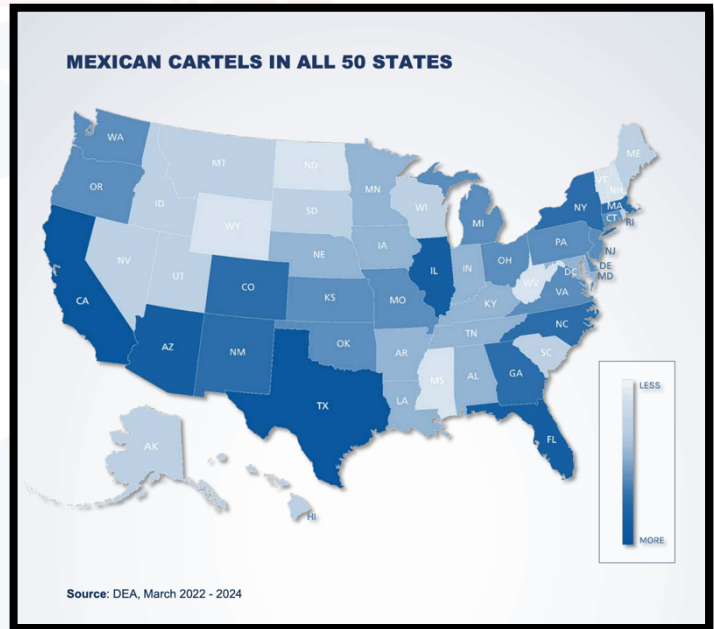 MEXICAN CARTELS IN ALL 50 STATES
WA
OR
CA
NV
ID
MT
WY
UT
AZ
CO
NM
ND
SD
NE
KS
OK
TX
MN
IA
MO
AR
LA
WI
IL
MI
IN
OH
KY
TN
MS
AL
GA
FL
SC
NC
VA
WV
DC
PA
NY
VT
NH
ME
MA
CT
RI
NJ
DE
MD
AK
HI
LESS
MORE
Source: DEA, March 2022 - 2024